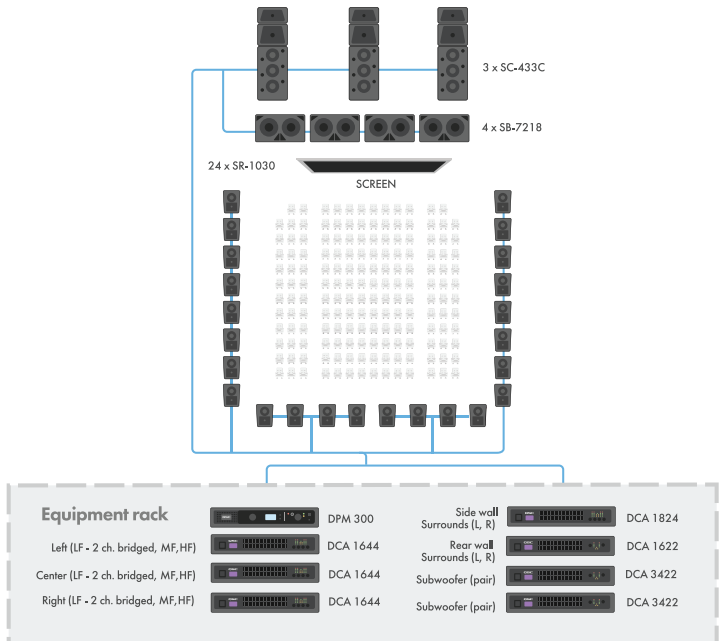 3 x SC-433C
4 x SB-7218
24 x SR-1030
SCREEN
Equipment rack
DPM 300
Left (LF - 2 ch. bridged, MF,HF)
DCA 1644
Center (LF - 2 ch. bridged, MF,HF)
DCA 1644
Right (LF - 2 ch. bridged, MF,HF)
DCA 1644
Side wall
Surrounds (L, R)
DCA 1824
Rear wall
Surrounds (L, R)
DCA 1622
Subwoofer (pair)
DCA 3422
Subwoofer (pair)
DCA 3422